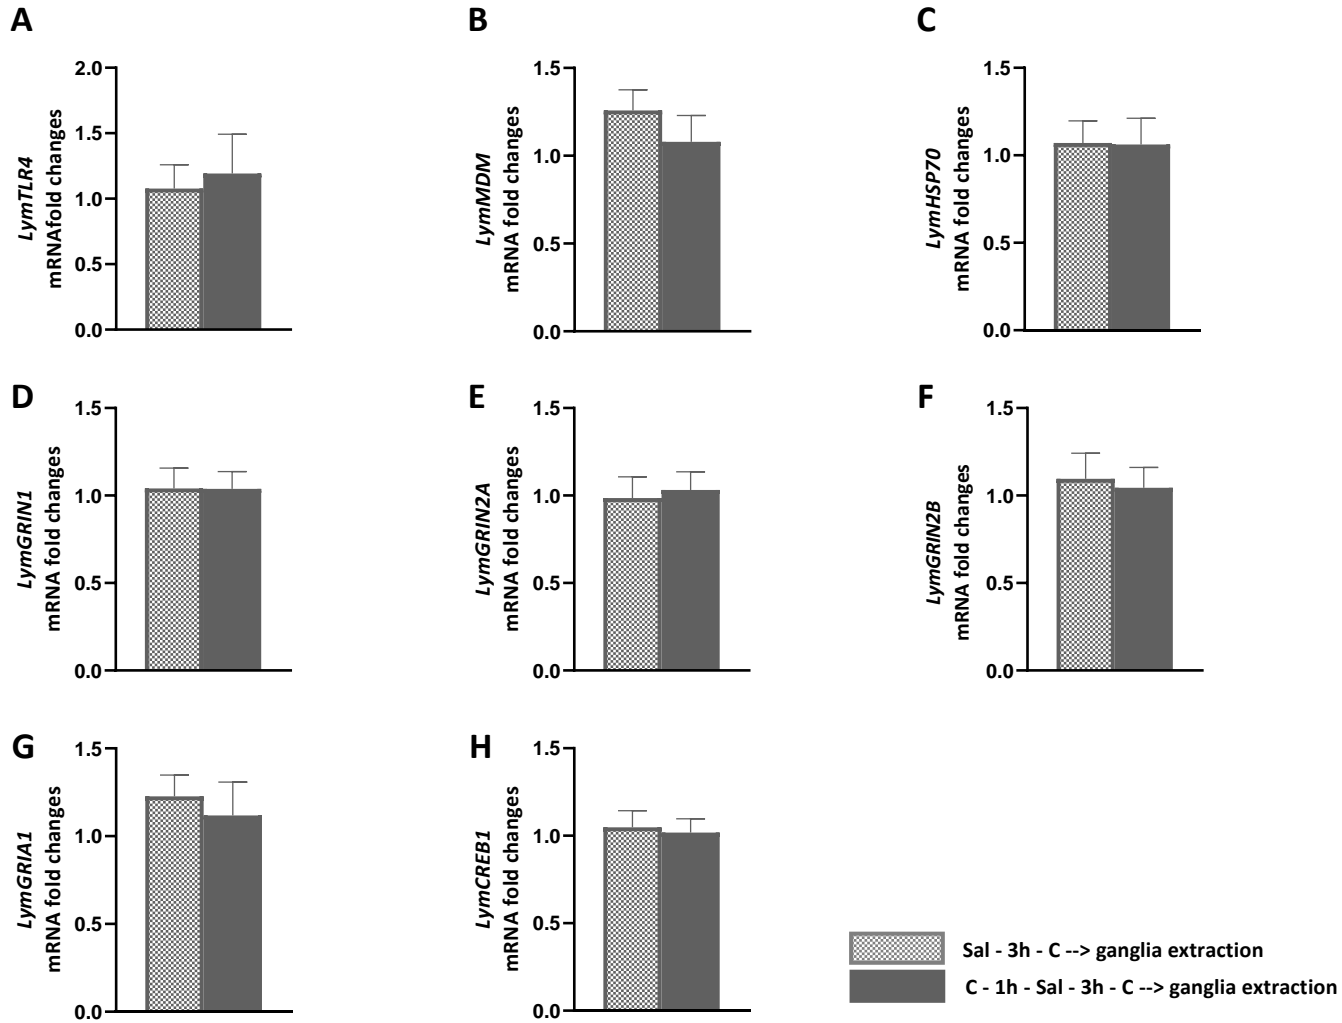 A
LymTLR4
mRNAfold changes
2.0
1.5
1.0
0.5
0.0
B
LymMDM
mRNA fold changes
1.5
1.0
0.5
0.0
C
LymHSP70
mRNA fold changes
1.5
1.0
0.5
0.0
D
LymGRIN1
mRNA fold changes
1.5
1.0
0.5
0.0
E
LymGRIN2A
mRNA fold changes
1.5
1.0
0.5
0.0
F
LymGRIN2B
mRNA fold changes
1.5
1.0
0.5
0.0
G
LymGRIA1
mRNA fold changes
1.5
1.0
0.5
0.0
H
LymCREB1
mRNA fold changes
1.5
1.0
0.5
0.0
Sal - 3h - C --> ganglia extraction
C - 1h - Sal - 3h - C --> ganglia extraction